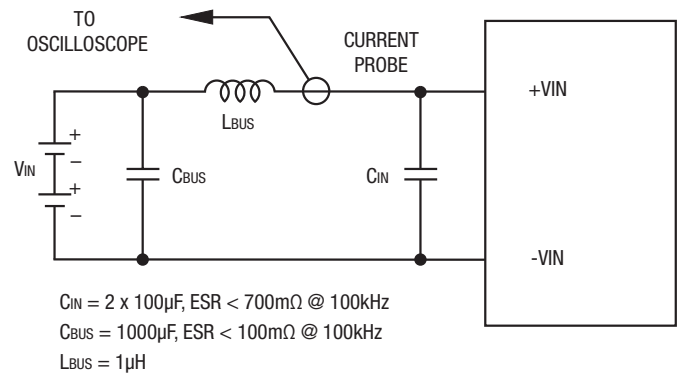 TO
OSCILLOSCOPE
CURRENT
PROBE
LBUS
+VIN
VIN
+
−
+
−
CBUS
CIN
-VIN
CIN = 2 x 100µF, ESR < 700mΩ @ 100kHz
CBUS = 1000µF, ESR < 100mΩ @ 100kHz
LBUS = 1µH